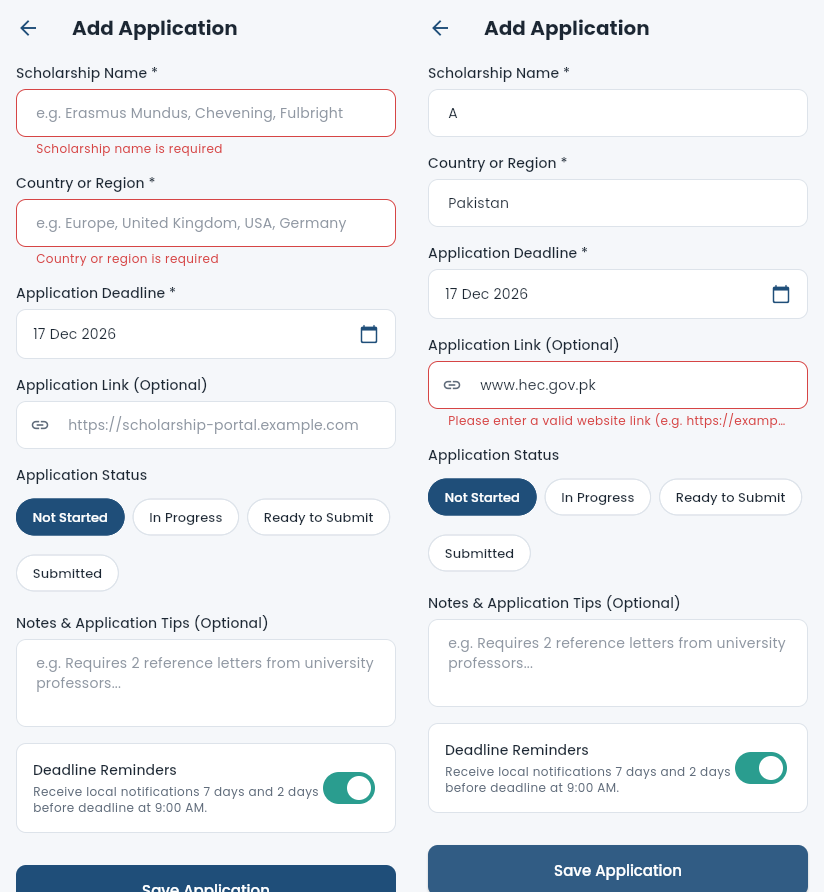 Add Application
Scholarship Name *
e.g. Erasmus Mundus, Chevening, Fulbright
Scholarship name is required
Country or Region *
e.g. Europe, United Kingdom, USA, Germany
Country or region is required
Application Deadline *
17 Dec 2026
Application Link (Optional)
https://scholarship-portal.example.com
Application Status
Not Started
In Progress
Ready to Submit
Submitted
Notes & Application Tips (Optional)
e.g. Requires 2 reference letters from university
professors...
Deadline Reminders
Receive local notifications 7 days and 2 days
before deadline at 9:00 AM.
Save Application
Add Application
Scholarship Name *
A
Country or Region *
Pakistan
Application Deadline *
17 Dec 2026
Application Link (Optional)
www.hec.gov.pk
Please enter a valid website link (e.g. https://examp...
Application Status
Not Started
In Progress
Ready to Submit
Submitted
Notes & Application Tips (Optional)
e.g. Requires 2 reference letters from university
professors...
Deadline Reminders
Receive local notifications 7 days and 2 days
before deadline at 9:00 AM.
Save Application